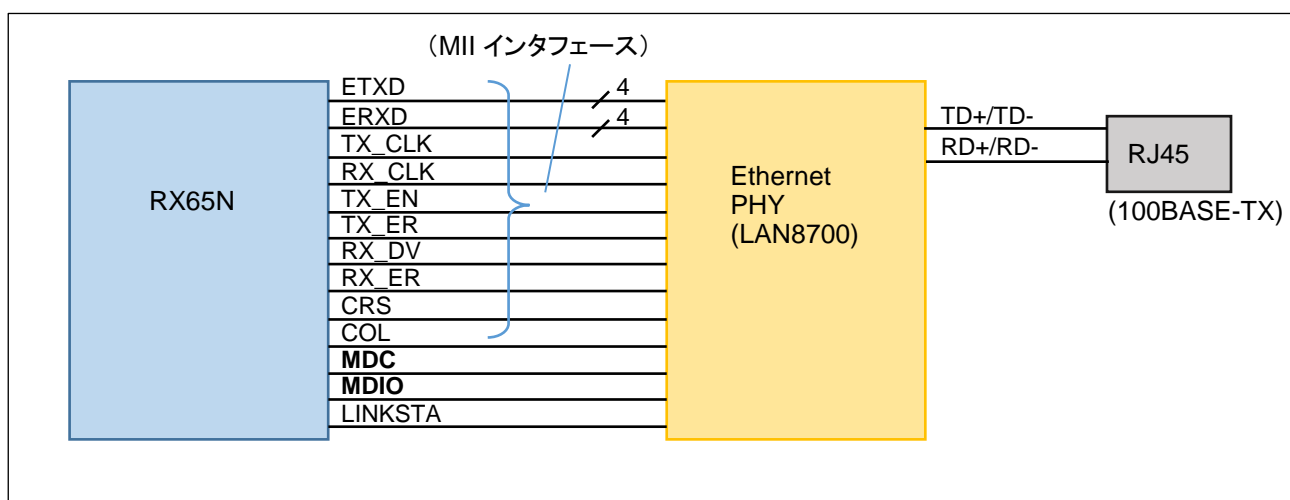 （MII インタフェース）
ETXD
4
ERXD
4
TX_CLK
RX_CLK
TX_EN
TX_ER
RX_DV
RX_ER
CRS
COL
MDC
MDIO
LINKSTA
RX65N
Ethernet
PHY
(LAN8700)
TD+/TD-
RD+/RD-
RJ45
(100BASE-TX)